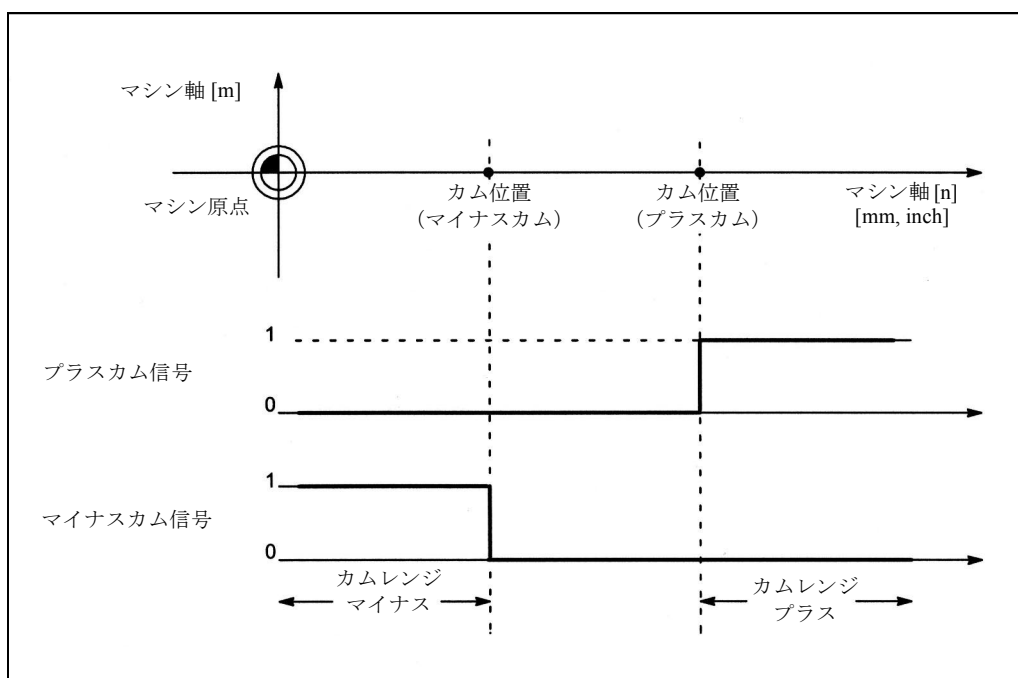 マシン軸 [m]
マシン原点
カム位置
（マイナスカム）
カム位置
（プラスカム）
マシン軸 [n]
[mm, inch]
1
プラスカム信号
0
1
マイナスカム信号
0
カムレンジ
マイナス
カムレンジ
プラス